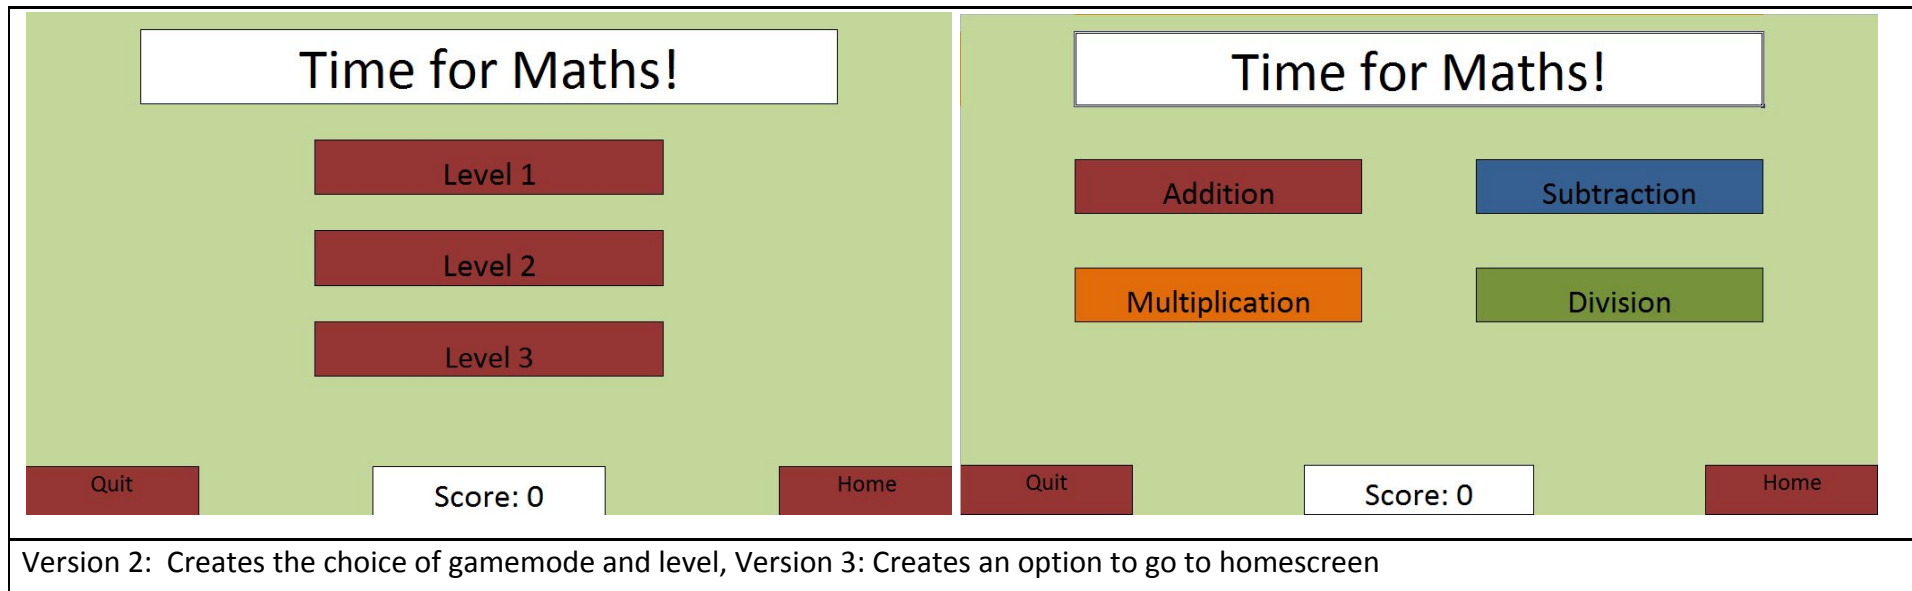 Time for Maths!
Level 1
Level 2
Level 3
Quit
Score: 0
Home
Time for Maths!
Addition
Subtraction
Multiplication
Division
Quit
Score: 0
Home
Version 2:  Creates the choice of gamemode and level, Version 3: Creates an option to go to homescreen